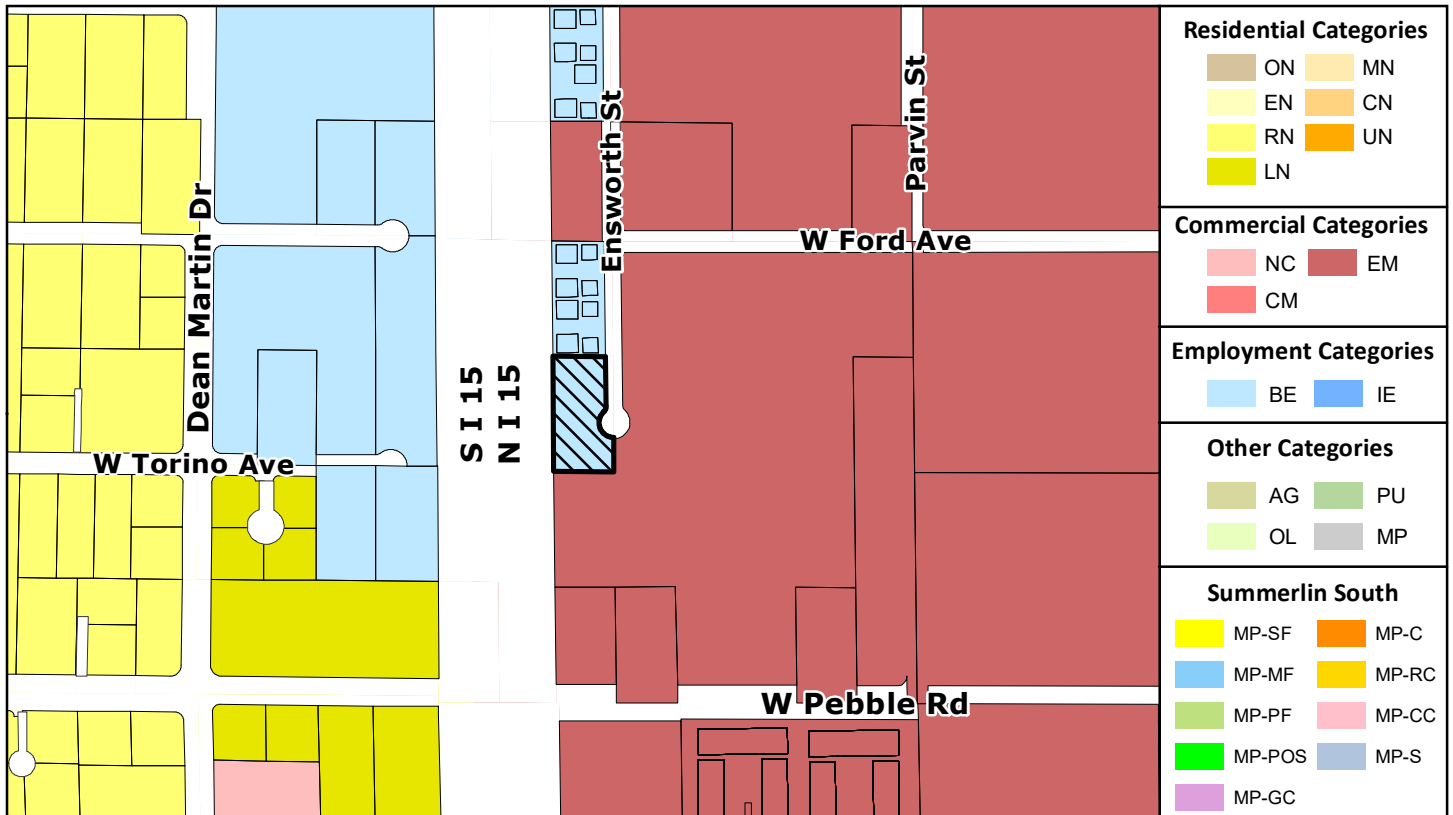 Ensworth St
Parvin St
W Ford Ave
Dean Martin Dr
S I 15
N I 15
W Torino Ave
W Pebble Rd
Residential Categories
ON MN
EN CN
RN UN
LN
Commercial Categories
NC EM
CM
Employment Categories
BE IE
Other Categories
AG PU
OL MP
Summerlin South
MP-SF MP-C
MP-MF MP-RC
MP-PF MP-CC
MP-POS MP-S
MP-GC